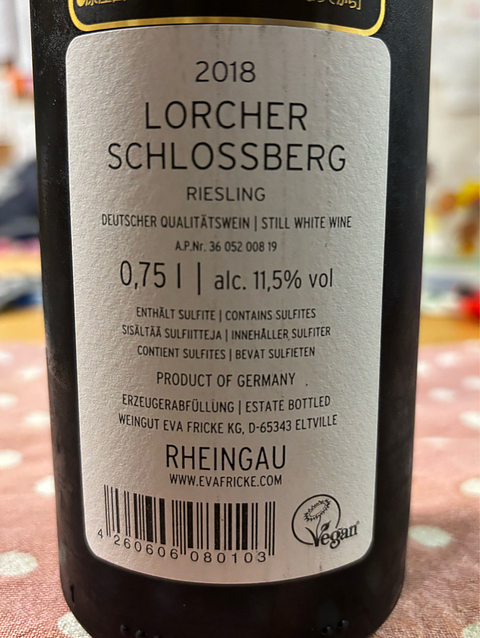 2018
LORCHER
SCHLOSSBERG
RIESLING
DEUTSCHER QUALITÄTSWEIN | STILL WHITE WINE
A.P.Nr. 36 052 008 19
0,75 l | alc. 11,5% vol
ENTHÄLT SULFITE | CONTAINS SULFITES
SISÄLTÄÄ SULFIITTEJA | INNEHÅLLER SULFITER
CONTIENT SULFITES | BEVAT SULFIETEN
PRODUCT OF GERMANY
ERZEUGERABFÜLLUNG | ESTATE BOTTLED
WEINGUT EVA FRICKE KG, D-65343 ELTVILLE
RHEINGAU
WWW.EVAFRICKE.COM
4 260606 080103
Vegan